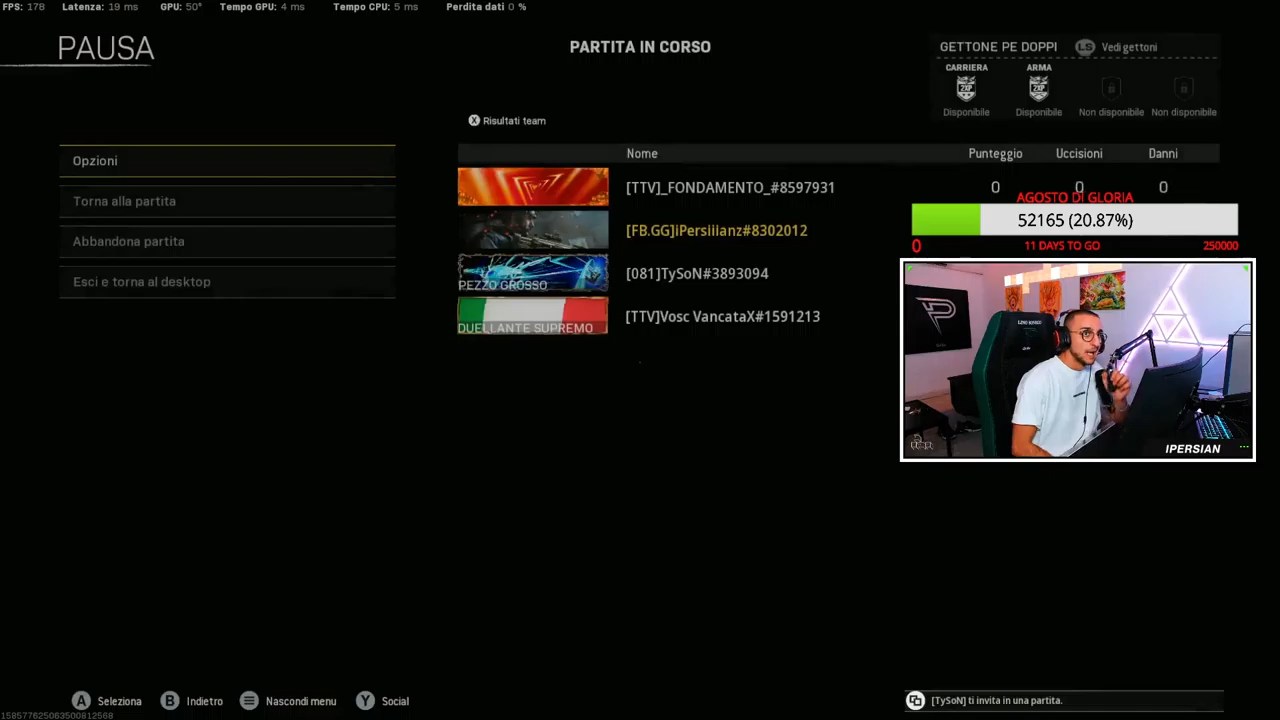 FPS: 178 Latenza: 19 ms GPU: 50° Tempo GPU: 4 ms Tempo CPU: 5 ms Perdita dati 0 %
PAUSA
PARTITA IN CORSO
GETTONE PE DOPPI LS Vedi gettoni
CARRIERA ARMA
2XP 2XP
Disponibile Disponibile Non disponibile Non disponibile
X Risultati team
Nome Punteggio Uccisioni Danni
Opzioni
Torna alla partita
Abbandona partita
Esci e torna al desktop
[TTV]_FONDAMENTO_#8597931 0 0 0
[FB.GG]iPersiiianz#8302012
PEZZO GROSSO [081]TySoN#3893094
DUELLANTE SUPREMO [TTV]Vosc VancataX#1591213
AGOSTO DI GLORIA
52165 (20.87%)
0 11 DAYS TO GO 250000
IPERSIAN
A Seleziona B Indietro Nascondi menu Y Social
[TySoN] ti invita in una partita.
158577625063500812568